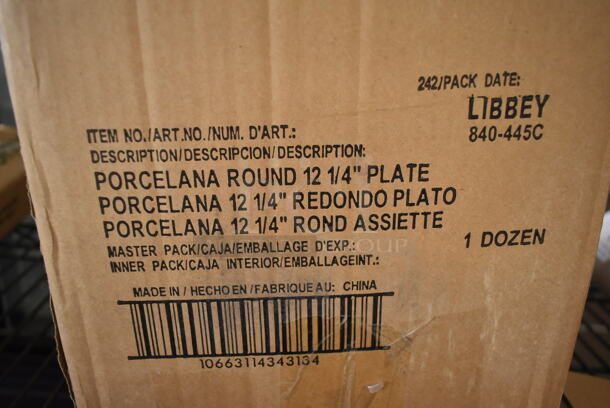 242/PACK DATE:
LIBBEY
ITEM NO./ART.NO./NUM. D'ART.: 840-445C
DESCRIPTION/DESCRIPCION/DESCRIPTION:
PORCELANA ROUND 12 1/4" PLATE
PORCELANA 12 1/4" REDONDO PLATO
PORCELANA 12 1/4" ROND ASSIETTE
MASTER PACK/CAJA/EMBALLAGE D'EXP.: 1 DOZEN
INNER PACK/CAJA INTERIOR/EMBALLAGEINT.:
MADE IN / HECHO EN /FABRIQUE AU: CHINA
10663114343134